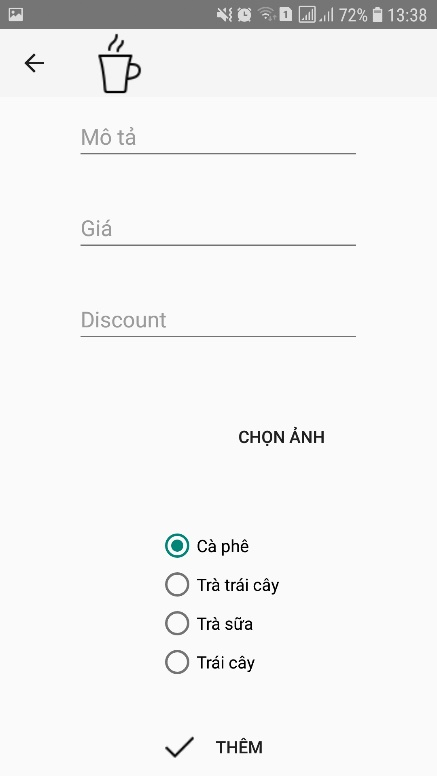 1 72% 13:38
Mô tả
Giá
Discount
CHỌN ẢNH
Cà phê
Trà trái cây
Trà sữa
Trái cây
THÊM